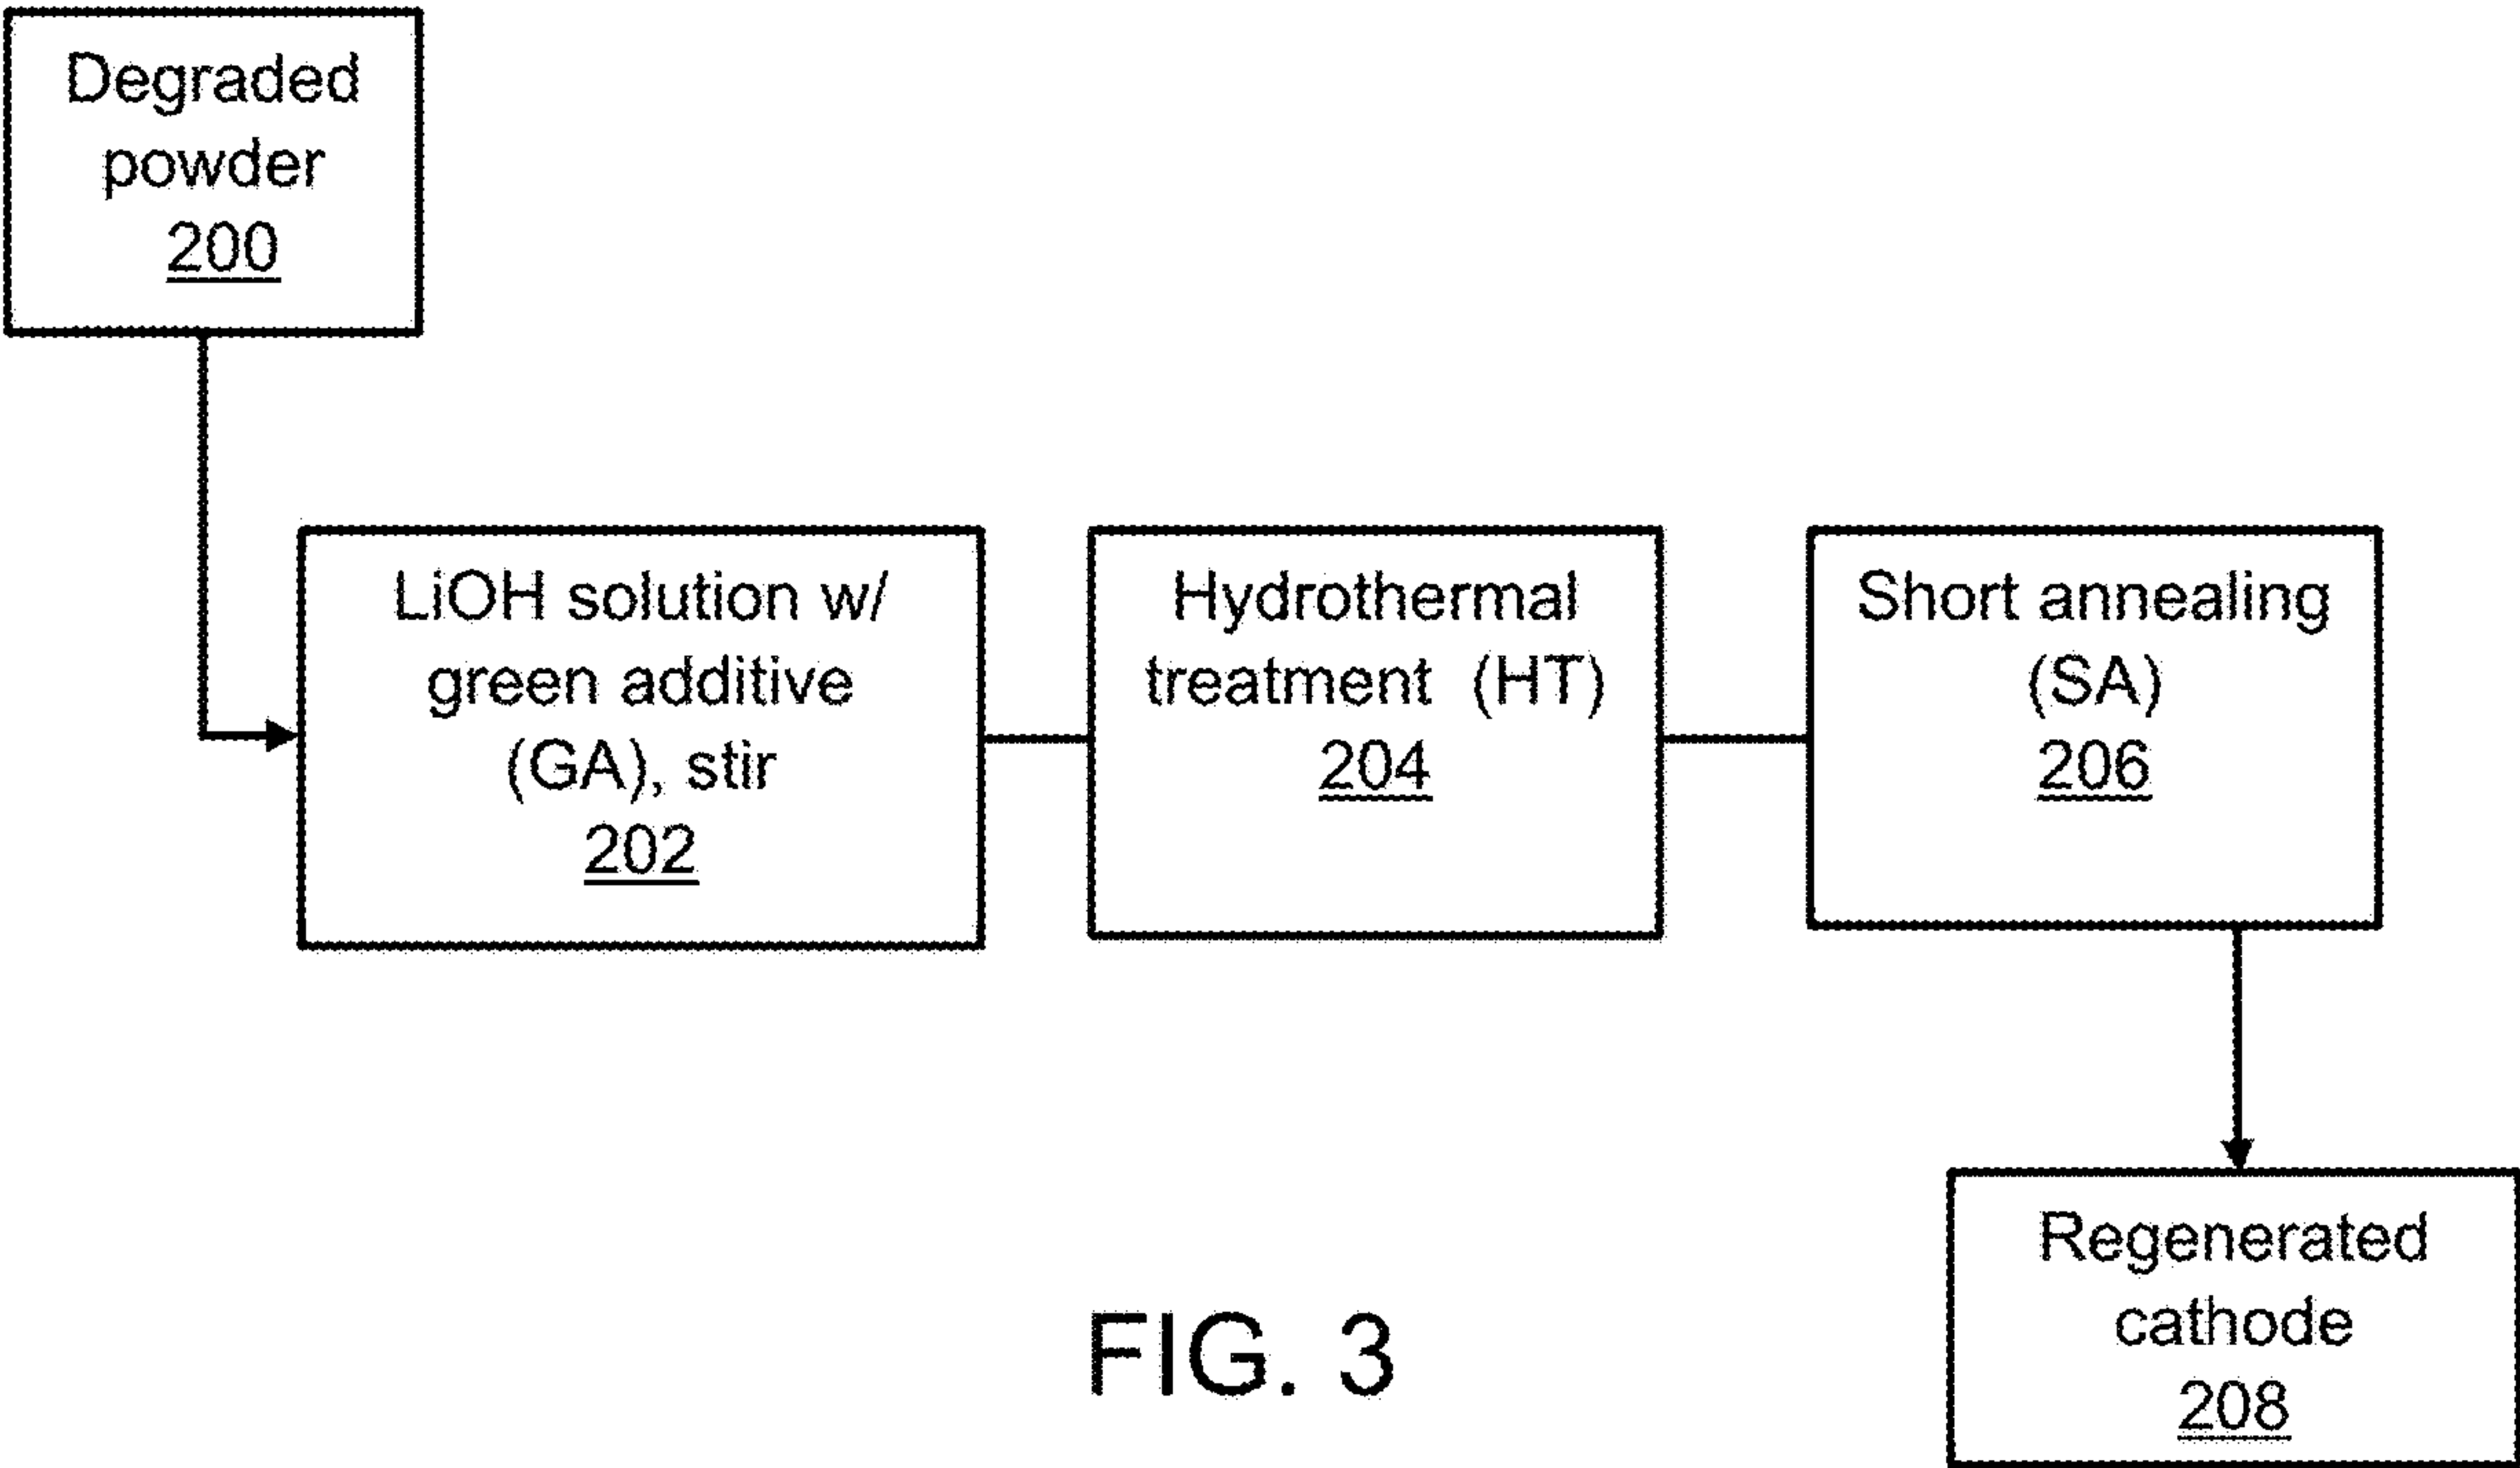 Degraded
powder
200
LiOH solution w/
green additive
(GA), stir
202
Hydrothermal
treatment (HT)
204
Short annealing
(SA)
206
Regenerated
cathode
208
FIG. 3